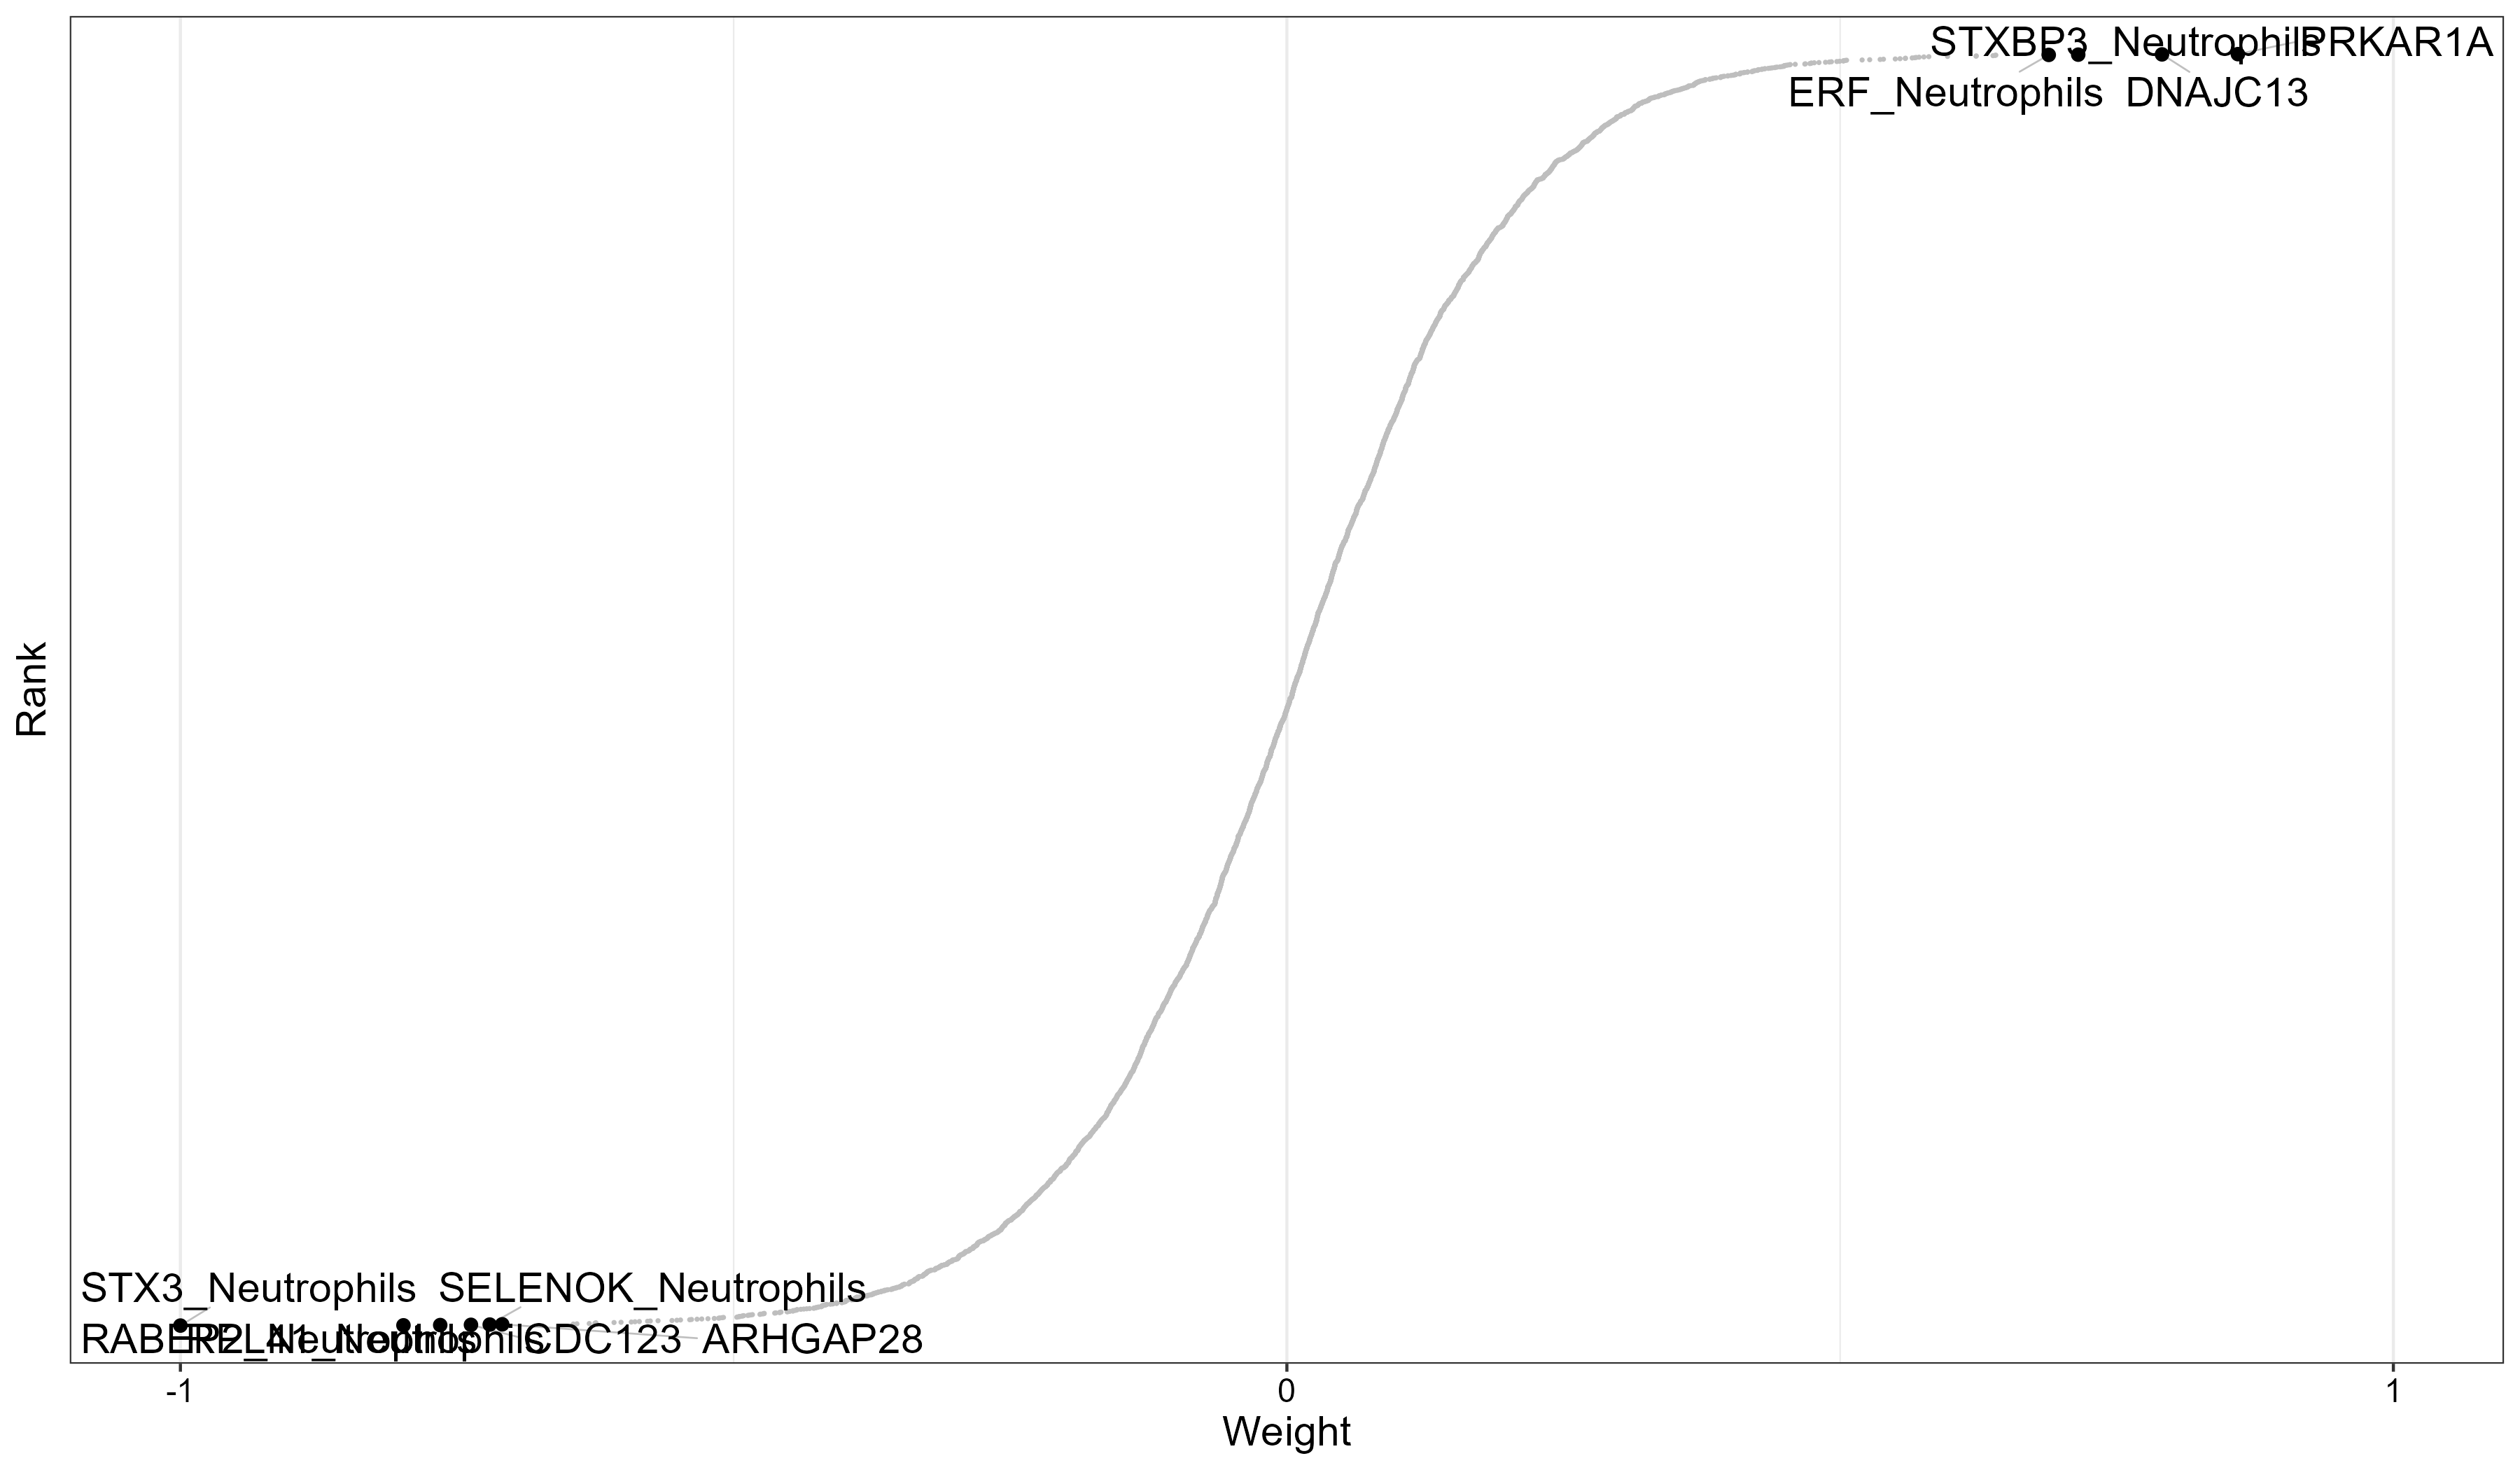 STXBP3_Neutrophils PRKAR1A
ERF_Neutrophils DNAJC13
Rank
STX3_Neutrophils SELENOK_Neutrophils
CDC123 ARHGAP28
-1 0 1
Weight